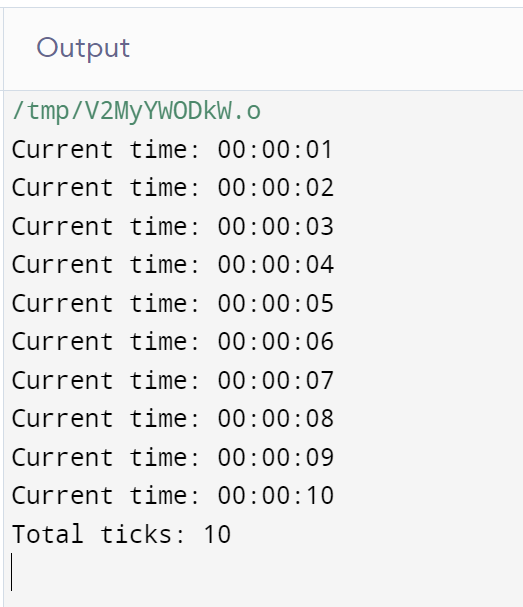 Output
/tmp/V2MyYWODkW.o
Current time: 00:00:01
Current time: 00:00:02
Current time: 00:00:03
Current time: 00:00:04
Current time: 00:00:05
Current time: 00:00:06
Current time: 00:00:07
Current time: 00:00:08
Current time: 00:00:09
Current time: 00:00:10
Total ticks: 10